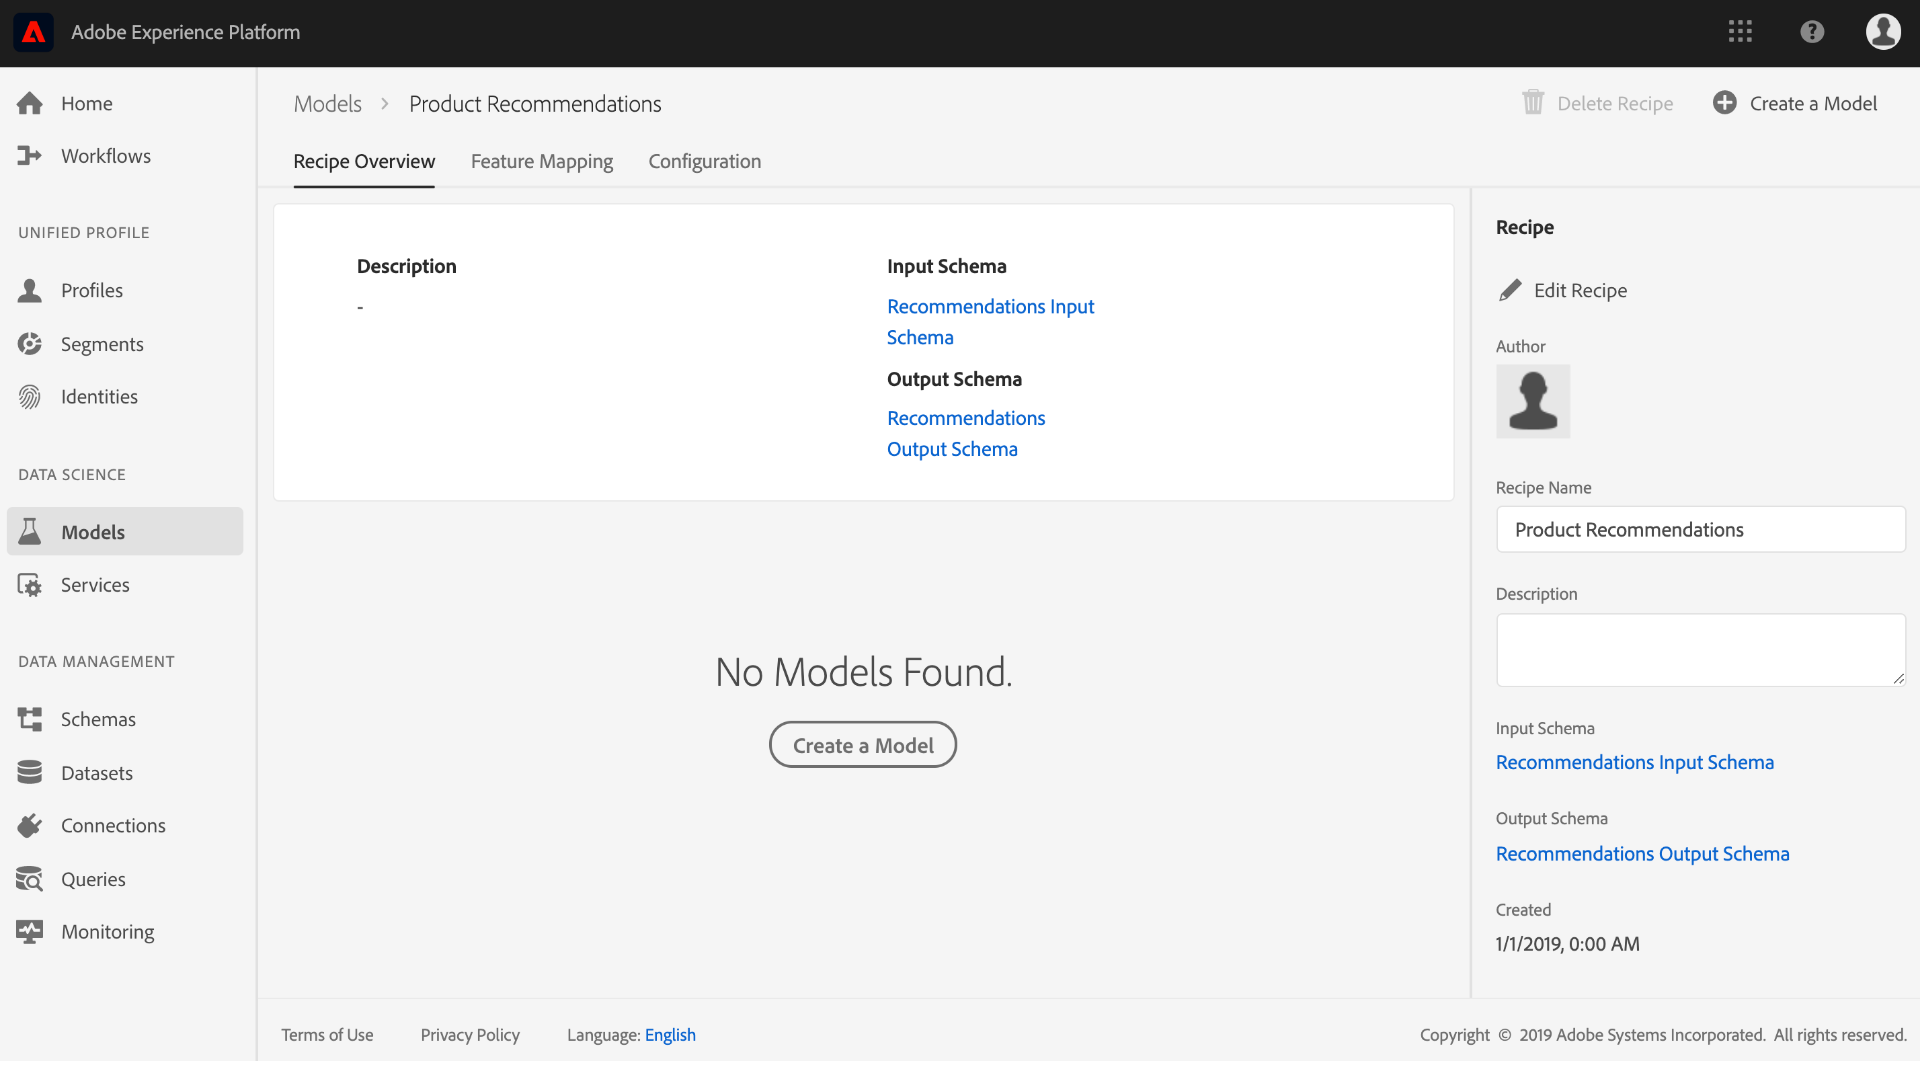 Adobe Experience Platform
Home
Workflows
UNIFIED PROFILE
Profiles
Segments
Identities
DATA SCIENCE
Models
Services
DATA MANAGEMENT
Schemas
Datasets
Connections
Queries
Monitoring
Models > Product Recommendations
Delete Recipe
Create a Model
Recipe Overview
Feature Mapping
Configuration
Description
-
Input Schema
Recommendations Input
Schema
Output Schema
Recommendations
Output Schema
No Models Found.
Create a Model
Recipe
Edit Recipe
Author
Recipe Name
Product Recommendations
Description
Input Schema
Recommendations Input Schema
Output Schema
Recommendations Output Schema
Created
1/1/2019, 0:00 AM
Terms of Use
Privacy Policy
Language: English
Copyright © 2019 Adobe Systems Incorporated. All rights reserved.